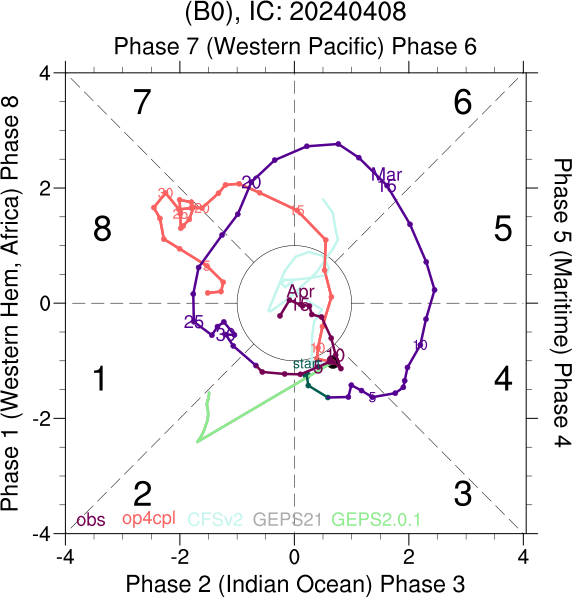 (B0), IC: 20240408
Phase 7 (Western Pacific) Phase 6
4
7
6
Phase 1 (Western Hem, Africa) Phase 8
Phase 5 (Maritime) Phase 4
Mar
15
20
30
25
20
15
2
8
5
5
Apr
15
0
25
30
10
10
10
start
5
1
4
5
-2
2
3
obs op4cpl CFSv2 GEPS21 GEPS2.0.1
-4
-4 -2 0 2 4
Phase 2 (Indian Ocean) Phase 3